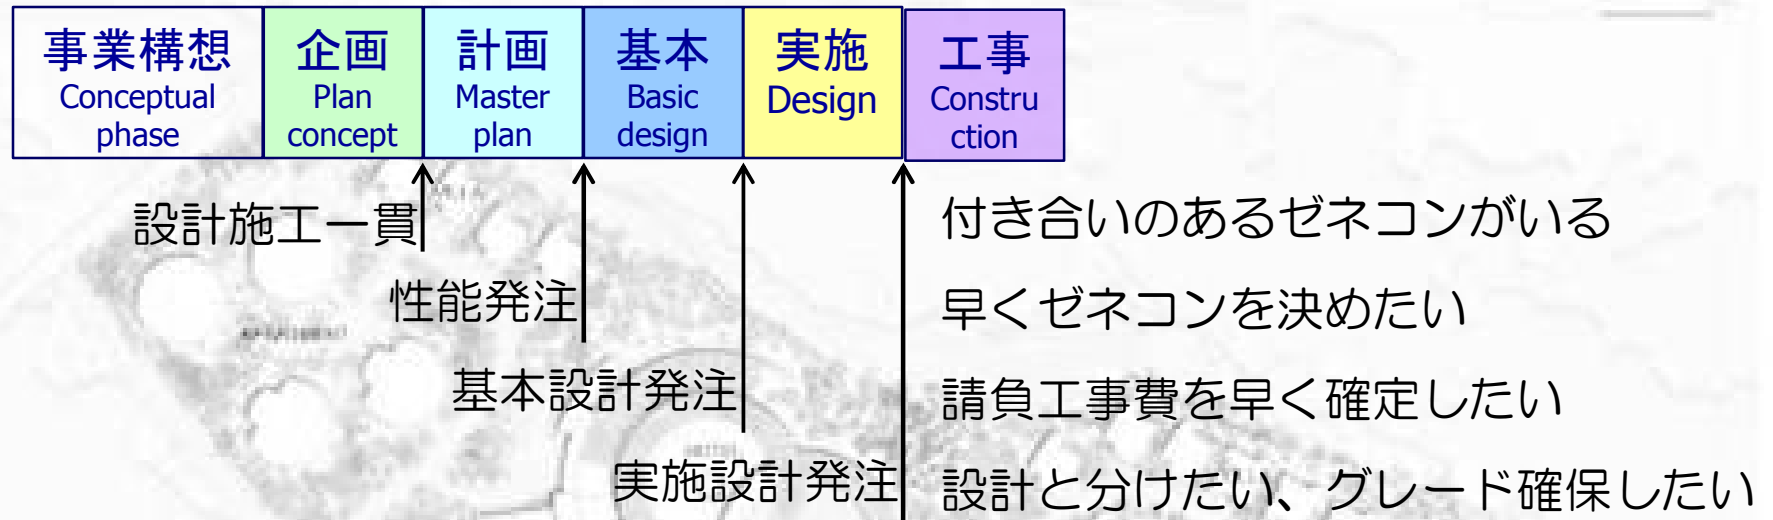 事業構想
Conceptual
phase
企画
Plan
concept
計画
Master
plan
基本
Basic
design
実施
Design
工事
Constru
ction
設計施工一貫
付き合いのあるゼネコンがいる
性能発注
早くゼネコンを決めたい
基本設計発注
請負工事費を早く確定したい
実施設計発注
設計と分けたい、グレード確保したい